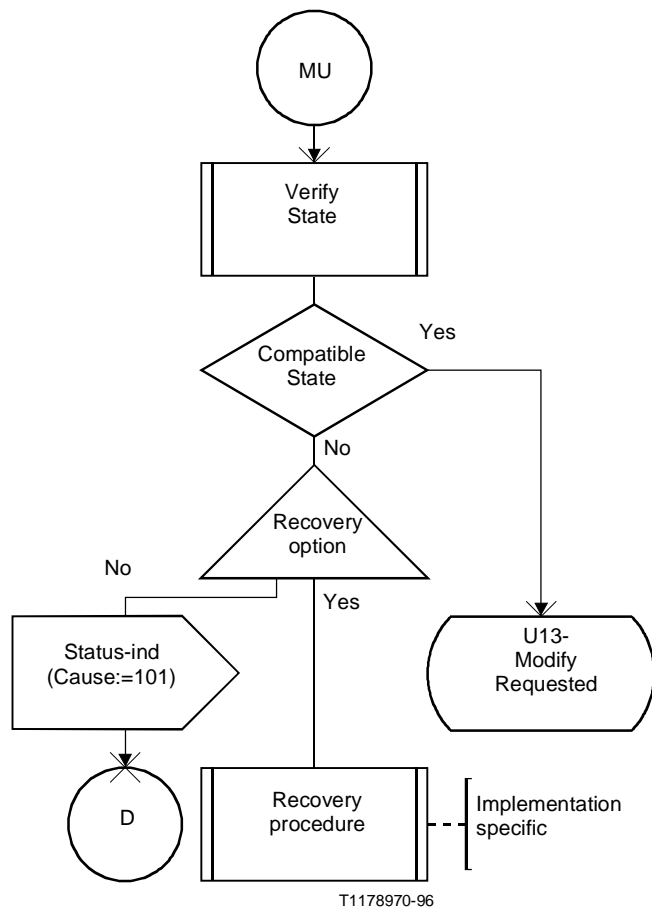 MU
Verify
State
Compatible
State
Yes
No
Recovery
option
No
Yes
Status-ind
(Cause:=101)
U13-
Modify
Requested
D
Recovery
procedure
Implementation
specific
T1178970-96